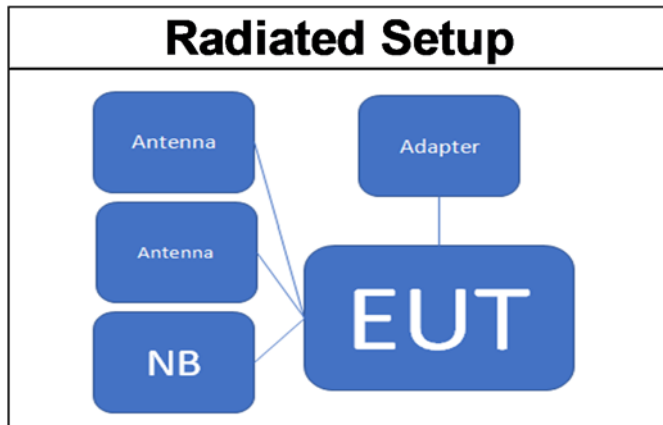 Radiated Setup
Antenna
Adapter
Antenna
EUT
NB